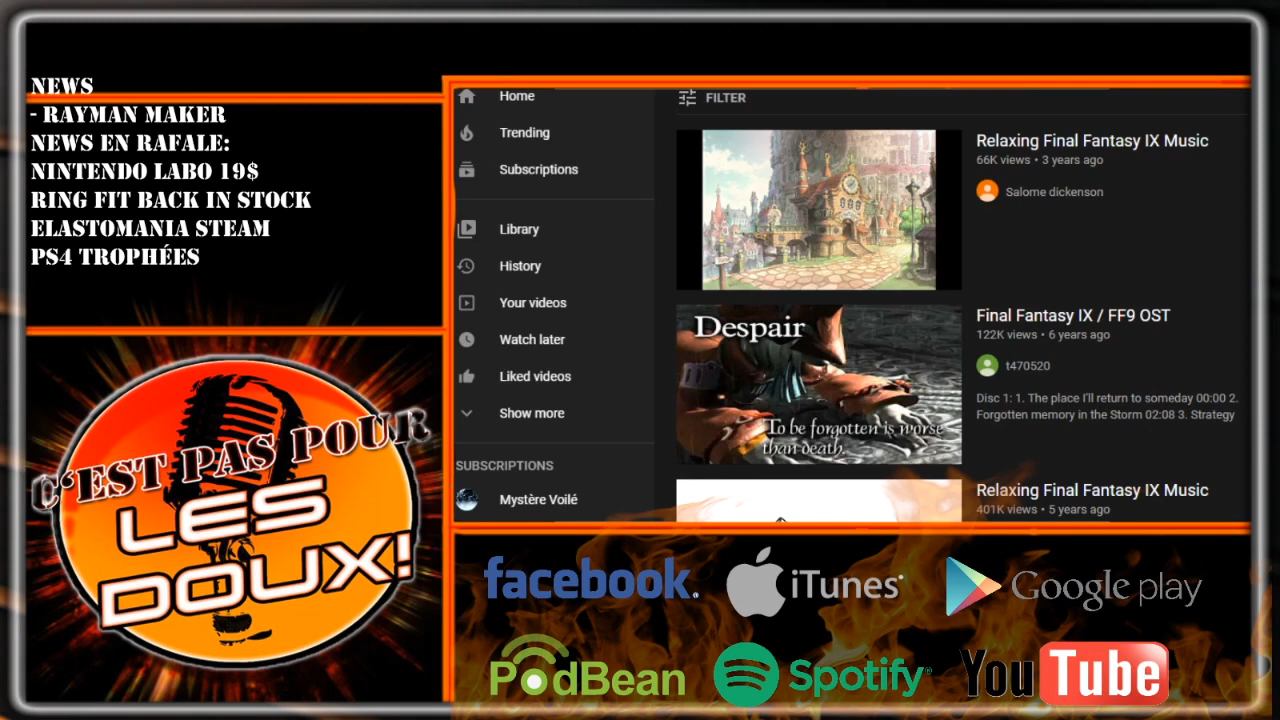 NEWS
- RAYMAN MAKER
NEWS EN RAFALE:
NINTENDO LABO 19$
RING FIT BACK IN STOCK
ELASTOMANIA STEAM
PS4 TROPHÉES
C'EST PAS POUR
LES
DOUX!
Home
Trending
Subscriptions
Library
History
Your videos
Watch later
Liked videos
Show more
SUBSCRIPTIONS
Mystère Voilé
FILTER
Relaxing Final Fantasy IX Music
66K views • 3 years ago
Salome dickenson
Despair
To be forgotten is worse
than death.
Final Fantasy IX / FF9 OST
122K views • 6 years ago
t470520
Disc 1: 1. The place I'll return to someday 00:00 2.
Forgotten memory in the Storm 02:08 3. Strategy
Relaxing Final Fantasy IX Music
401K views • 5 years ago
facebook®
iTunes
Google play
PodBean
Spotify®
YouTube